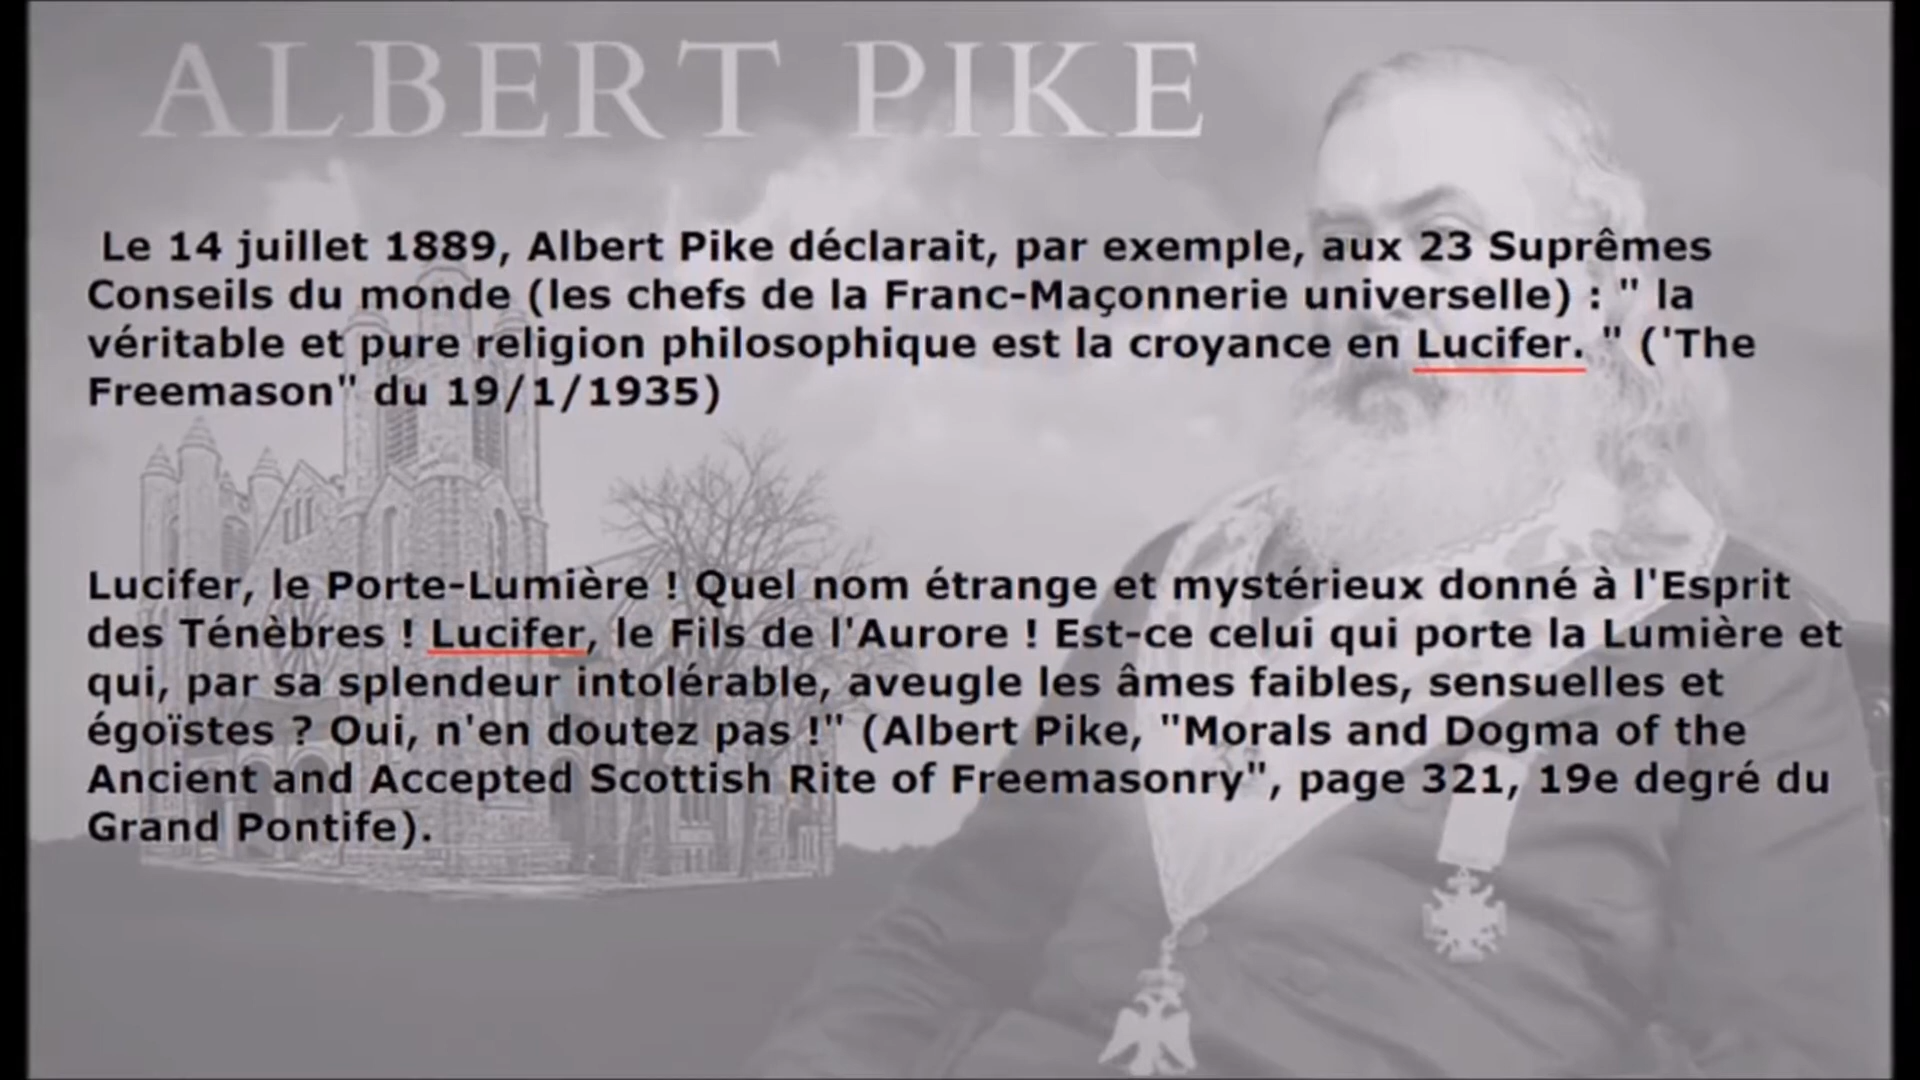 ALBERT PIKE
Le 14 juillet 1889, Albert Pike déclarait, par exemple, aux 23 Suprêmes
Conseils du monde (les chefs de la Franc-Maçonnerie universelle) : " la
véritable et pure religion philosophique est la croyance en Lucifer. " ('The
Freemason" du 19/1/1935)
Lucifer, le Porte-Lumière ! Quel nom étrange et mystérieux donné à l'Esprit
des Ténèbres ! Lucifer, le Fils de l'Aurore ! Est-ce celui qui porte la Lumière et
qui, par sa splendeur intolérable, aveugle les âmes faibles, sensuelles et
égoïstes ? Oui, n'en doutez pas !" (Albert Pike, "Morals and Dogma of the
Ancient and Accepted Scottish Rite of Freemasonry", page 321, 19e degré du
Grand Pontife).